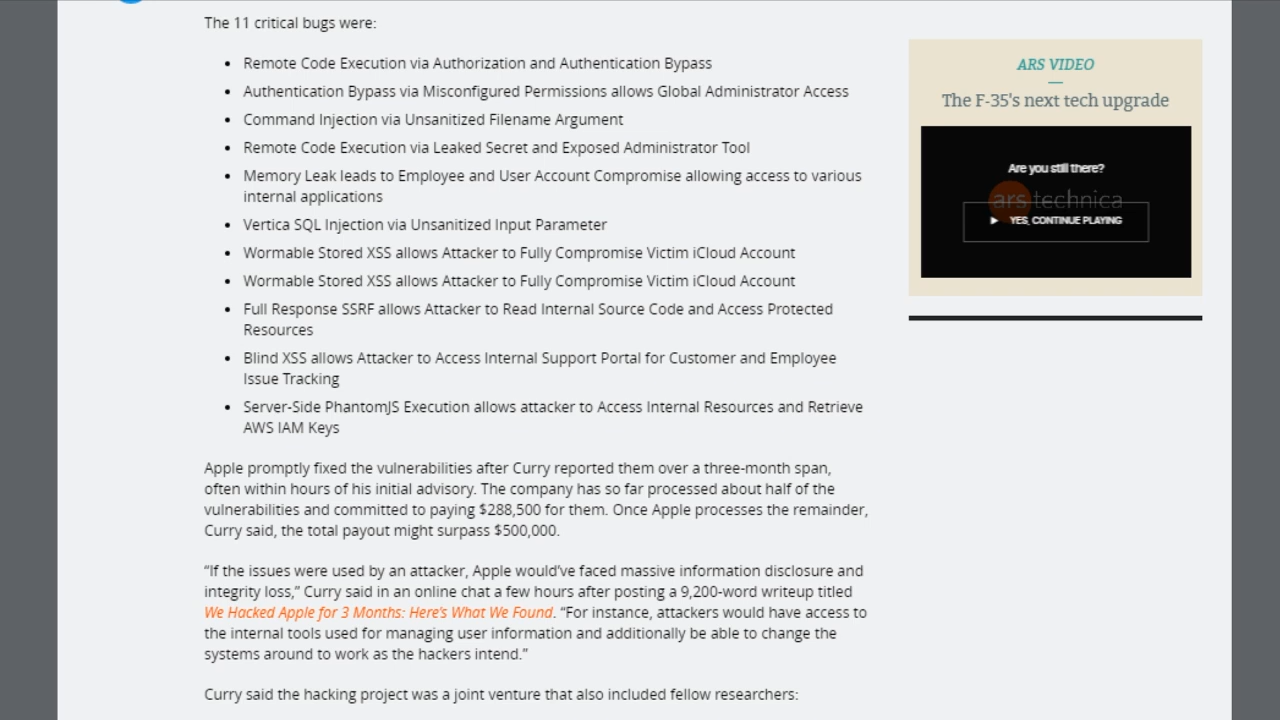 The 11 critical bugs were:
Remote Code Execution via Authorization and Authentication Bypass
Authentication Bypass via Misconfigured Permissions allows Global Administrator Access
Command Injection via Unsanitized Filename Argument
Remote Code Execution via Leaked Secret and Exposed Administrator Tool
Memory Leak leads to Employee and User Account Compromise allowing access to various
internal applications
Vertica SQL Injection via Unsanitized Input Parameter
Wormable Stored XSS allows Attacker to Fully Compromise Victim iCloud Account
Wormable Stored XSS allows Attacker to Fully Compromise Victim iCloud Account
Full Response SSRF allows Attacker to Read Internal Source Code and Access Protected
Resources
Blind XSS allows Attacker to Access Internal Support Portal for Customer and Employee
Issue Tracking
Server-Side PhantomJS Execution allows attacker to Access Internal Resources and Retrieve
AWS IAM Keys
Apple promptly fixed the vulnerabilities after Curry reported them over a three-month span,
often within hours of his initial advisory. The company has so far processed about half of the
vulnerabilities and committed to paying $288,500 for them. Once Apple processes the remainder,
Curry said, the total payout might surpass $500,000.
“If the issues were used by an attacker, Apple would’ve faced massive information disclosure and
integrity loss,” Curry said in an online chat a few hours after posting a 9,200-word writeup titled
We Hacked Apple for 3 Months: Here’s What We Found. “For instance, attackers would have access to
the internal tools used for managing user information and additionally be able to change the
systems around to work as the hackers intend.”
Curry said the hacking project was a joint venture that also included fellow researchers:
ARS VIDEO
The F-35's next tech upgrade
Are you still there?
ars technica
YES, CONTINUE PLAYING